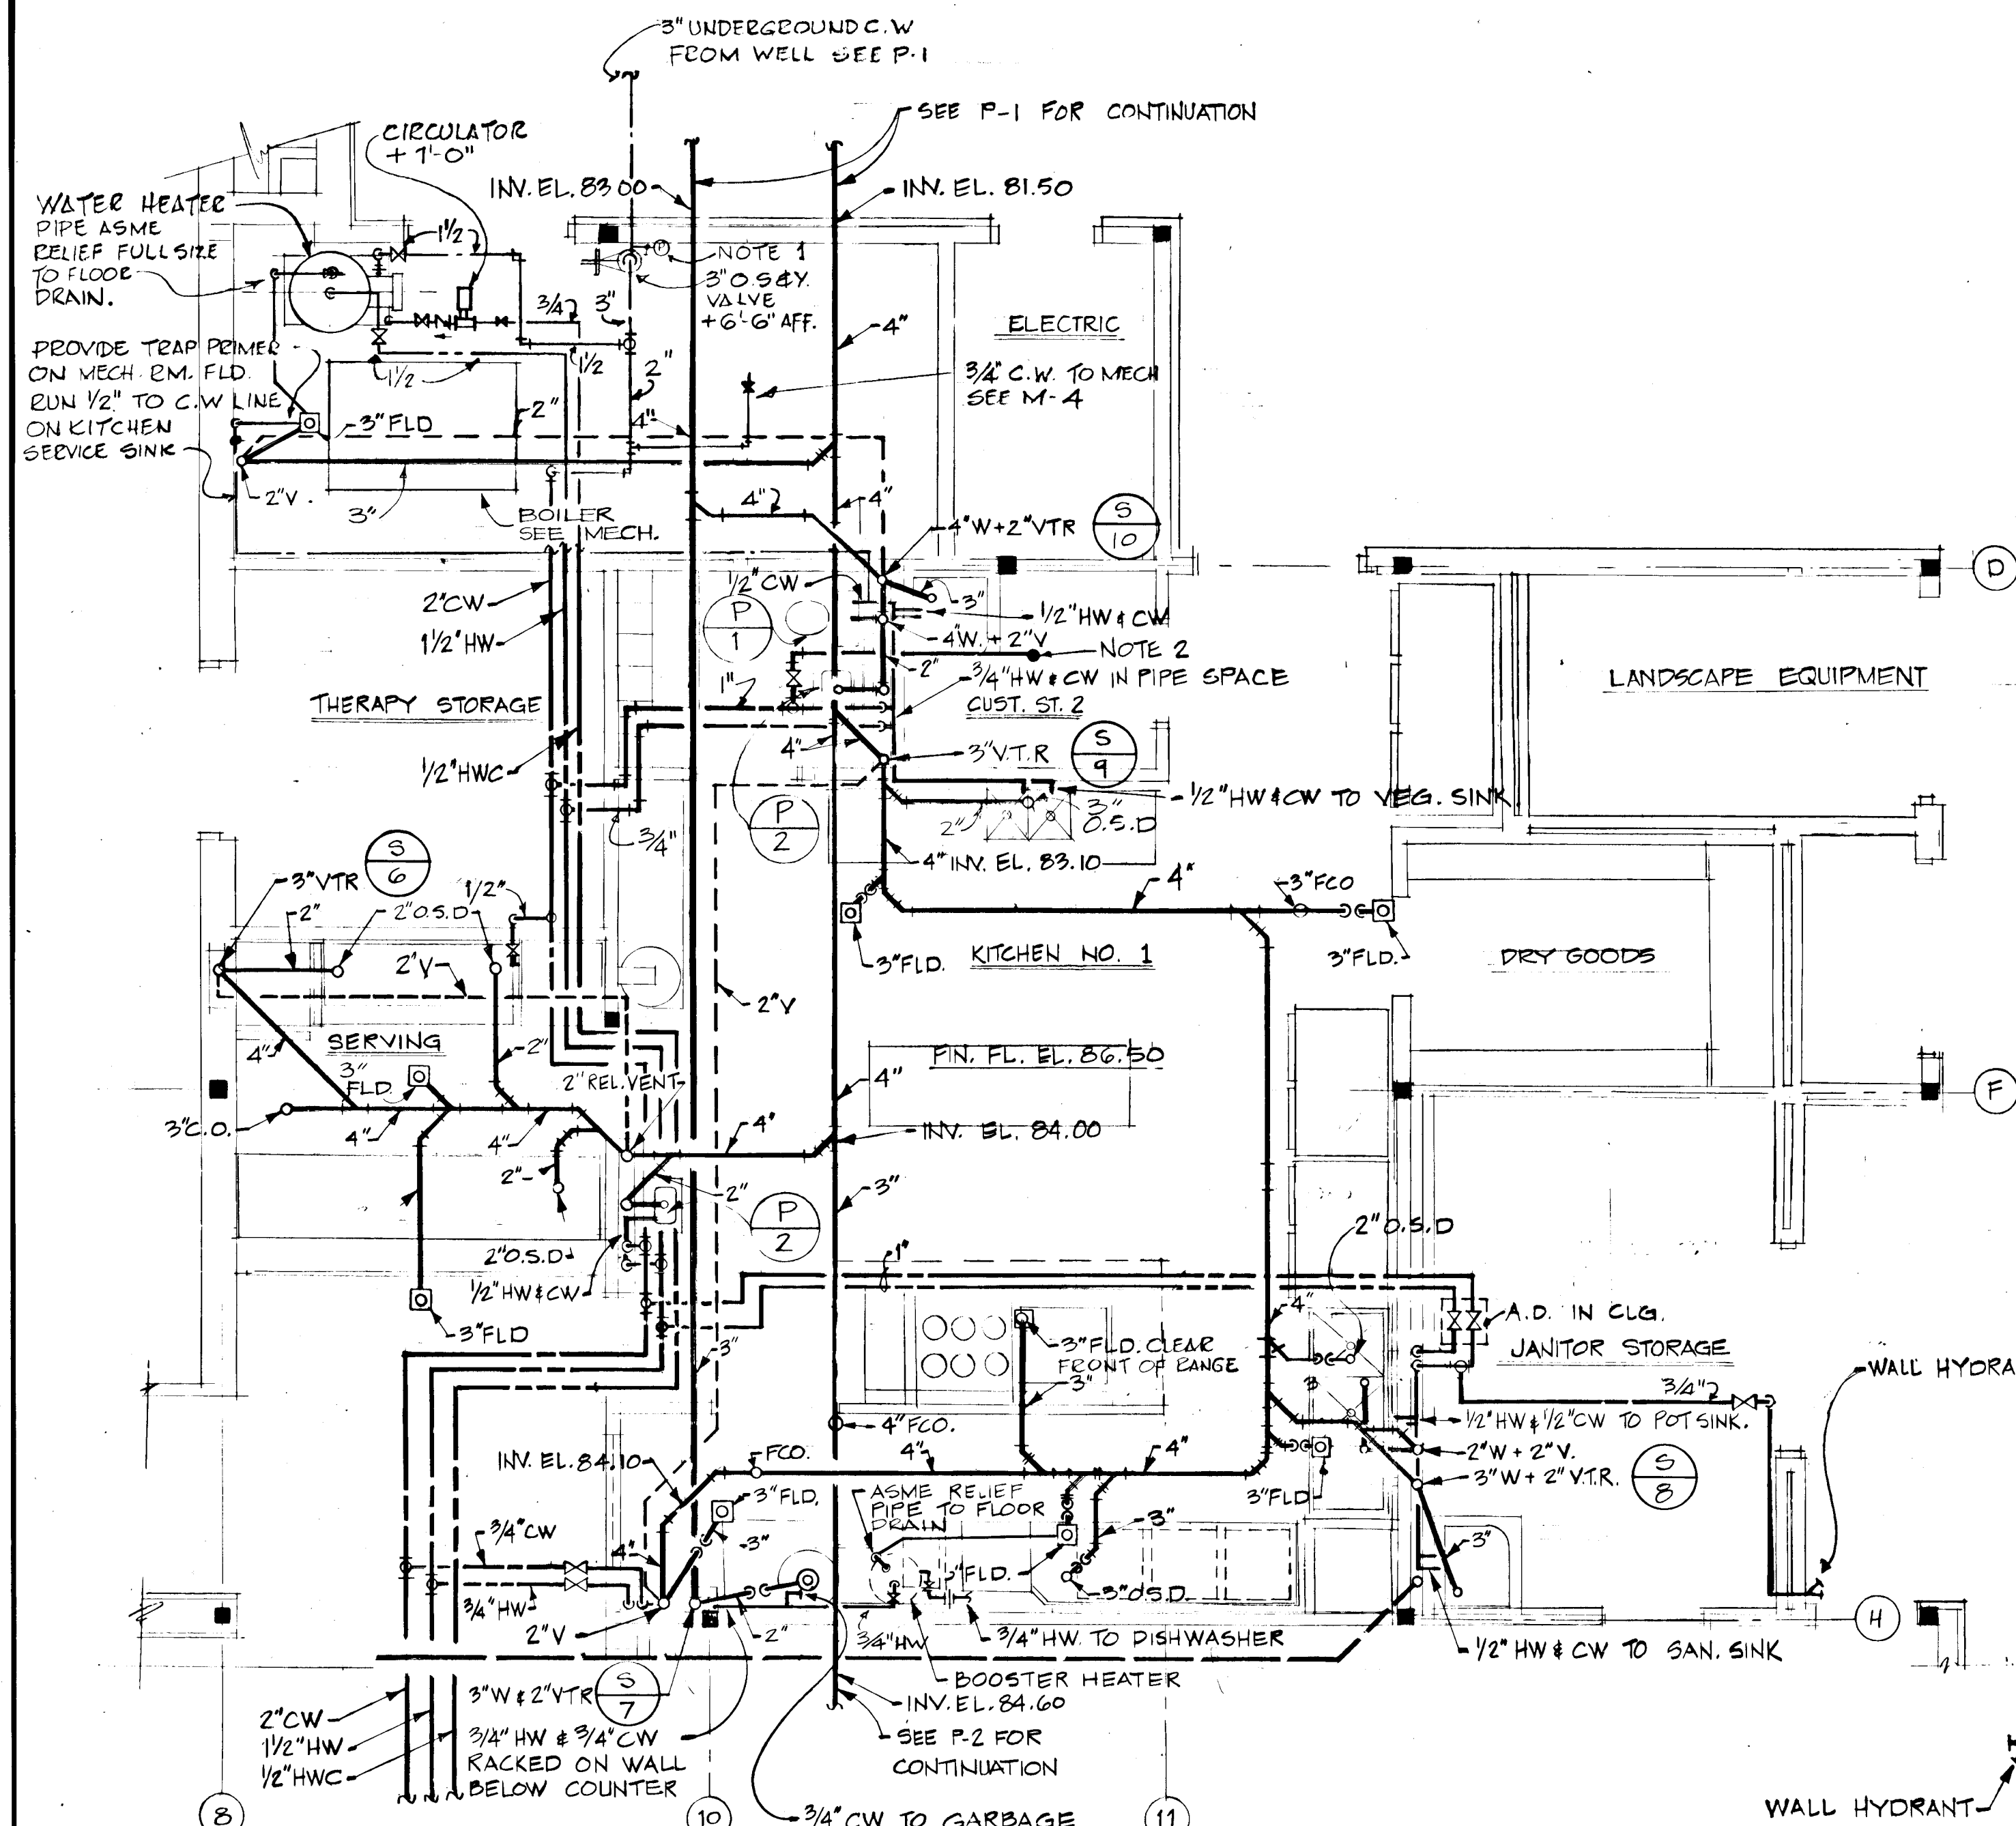 3" UNDERGROUND C.W
FROM WELL SEE P-1
SEE P-1 FOR CONTINUATION
CIRCULATOR
+ 7'-0"
INV. EL. 83 00
INV. EL. 81.50
WATER HEATER
PIPE ASME
RELIEF FULL SIZE
TO FLOOR
DRAIN.
1 1/2
NOTE 1
3" O.S&Y.
VALVE
+6'-6" AFF.
3/4
3"
4"
ELECTRIC
PROVIDE TRAP PRIMER
ON MECH. RM. FLD.
RUN 1/2" TO C.W LINE
ON KITCHEN
SERVICE SINK
1 1/2
1 1/2
2"
3/4" C.W. TO MECH
SEE M-4
3" FLD
2"
4"
2"V.
3"
BOILER
SEE MECH.
4"
4"
4"W+2"VTR
S
10
D
2"CW
1/2" CW
P
1
3"
1/2"HW & CW
4"W. + 2"V
1 1/2"HW
NOTE 2
2"
3/4"HW & CW IN PIPE SPACE
LANDSCAPE EQUIPMENT
THERAPY STORAGE
1"
CUST. ST. 2
1/2"HWC
4"
3"V.T.R
S
9
1/2"HW & CW TO VEG. SINK
3/4"
P
2
2"
3"
O.S.D
4" INV. EL. 83.10
S
6
3"VTR
1/2"
4"
3"FCO
2"
2"O.S.D
3"FLD.
KITCHEN NO. 1
3"FLD.
DRY GOODS
2"V
2"V
SERVING
4"
2"
FIN. FL. EL. 86.50
3"
FLD.
2" REL. VENT
4"
F
3"C.O.
4"
4"
4"
INV. EL. 84.00
2"
2"
3"
P
2
2"O.S.D
2"O.S.D
1/2"HW & CW
1"
3"FLD
4"
A.D. IN CLG.
JANITOR STORAGE
3"
3"FLD. CLEAR
FRONT OF RANGE
3"
WALL HYDRA
3/4"
4"FCO.
1/2"HW & 1/2"CW TO POT SINK.
INV. EL. 84.10
FCO.
4"
4"
2"W + 2"V.
3"W + 2"V.T.R.
S
8
3"FLD.
ASME RELIEF
PIPE TO FLOOR
DRAIN
3"FLD
3/4"CW
4"
3"
3"
3"
3"FLD.
3"O.S.D.
3/4"HW
2"V
2"
3/4"HW
3/4"HW. TO DISHWASHER
H
1/2" HW & CW TO SAN. SINK
BOOSTER HEATER
3"W & 2"VTR
S
7
INV. EL. 84.60
2"CW
1 1/2"HW
1/2"HWC
3/4" HW & 3/4" CW
RACKED ON WALL
BELOW COUNTER
SEE P-2 FOR
CONTINUATION
8
10
3/4" CW TO GARBAGE
11
WALL HYDRANT